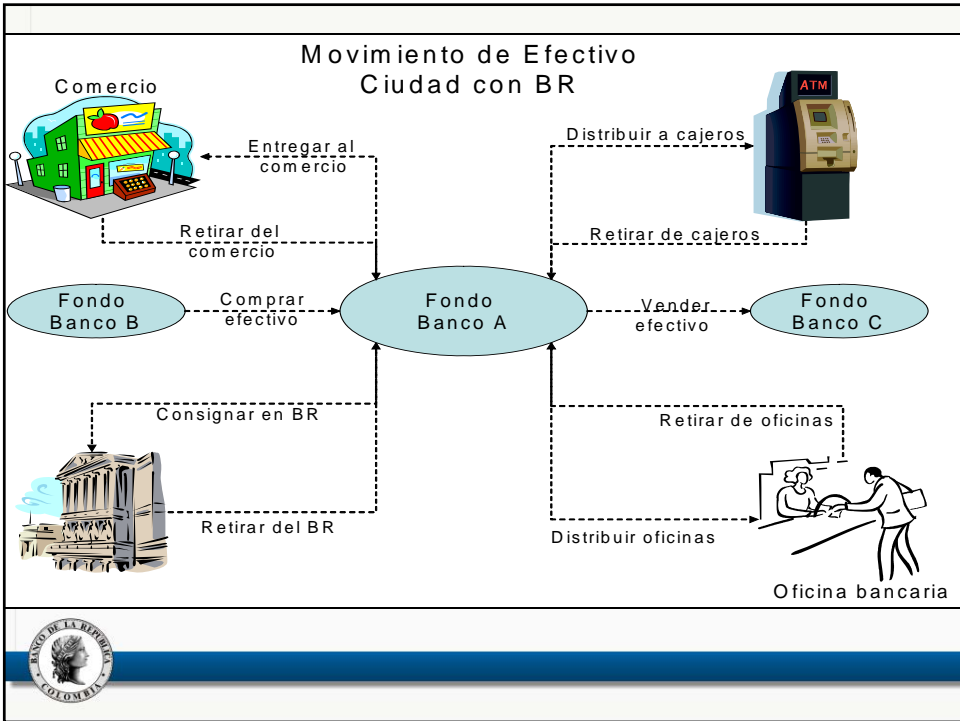 Movimiento de Efectivo
Ciudad con BR
Comercio
ATM
Distribuir a cajeros
Entregar al
comercio
Retirar del
comercio
Retirar de cajeros
Fondo
Banco B
Comprar
efectivo
Fondo
Banco A
Vender
efectivo
Fondo
Banco C
Consignar en BR
Retirar de oficinas
Retirar del BR
Distribuir oficinas
Oficina bancaria
BANCO DE LA REPUBLICA
COLOMBIA